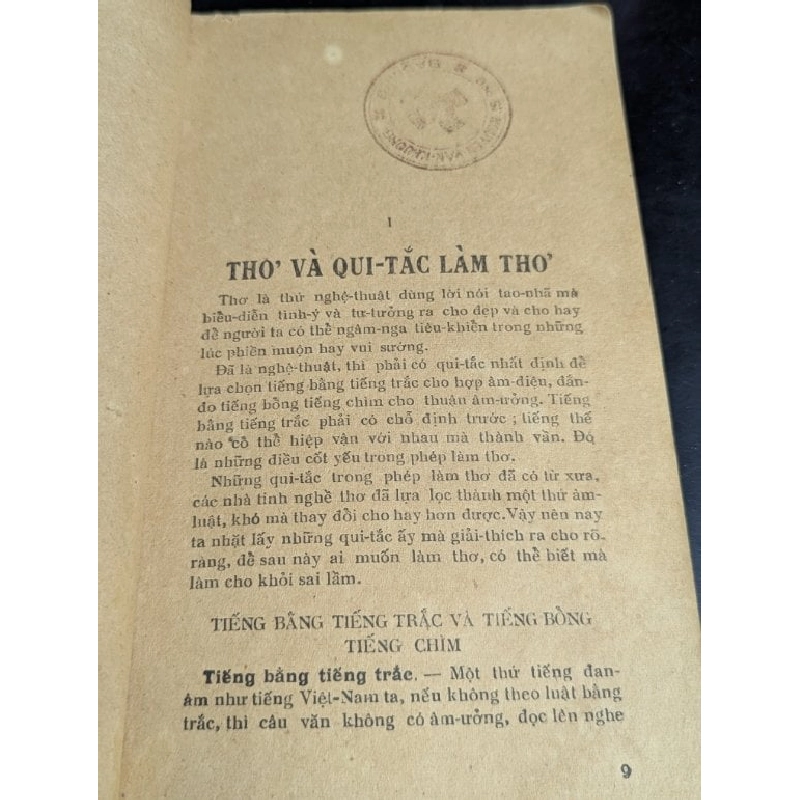 VĂN-TRƯƠNG
1
THƠ VÀ QUI-TẮC LÀM THƠ
Thơ là thứ nghệ-thuật dùng lời nói tao-nhã mà
biểu-diễn tình-ý và tư-tưởng ra cho đẹp và cho hay
để người ta có thể ngâm-nga tiêu-khiển trong những
lúc phiền muộn hay vui sướng.
Đã là nghệ-thuật, thì phải có qui-tắc nhất định để
lựa chọn tiếng bằng tiếng trắc cho hợp âm-điệu, dắn-
đo tiếng bổng tiếng chìm cho thuận âm-ưởng. Tiếng
bằng tiếng trắc phải có chỗ định trước ; tiếng thế
nào có thể hiệp vận với nhau mà thành văn. Đó
là những điều cốt yếu trong phép làm thơ.
Những qui-tắc trong phép làm thơ đã có từ xưa,
các nhà tinh nghề thơ đã lựa lọc thành một thứ âm-
luật, khó mà thay đổi cho hay hơn được. Vậy nên nay
ta nhặt lấy những qui-tắc ấy mà giải-thích ra cho rõ-
ràng, để sau này ai muốn làm thơ, có thể biết mà
làm cho khỏi sai lầm.
TIẾNG BẰNG TIẾNG TRẮC VÀ TIẾNG BỔNG
TIẾNG CHÌM
Tiếng bằng tiếng trắc. — Một thứ tiếng đan-
âm như tiếng Việt-Nam ta, nếu không theo luật bằng
trắc, thì câu văn không có âm-ưởng, đọc lên nghe
9